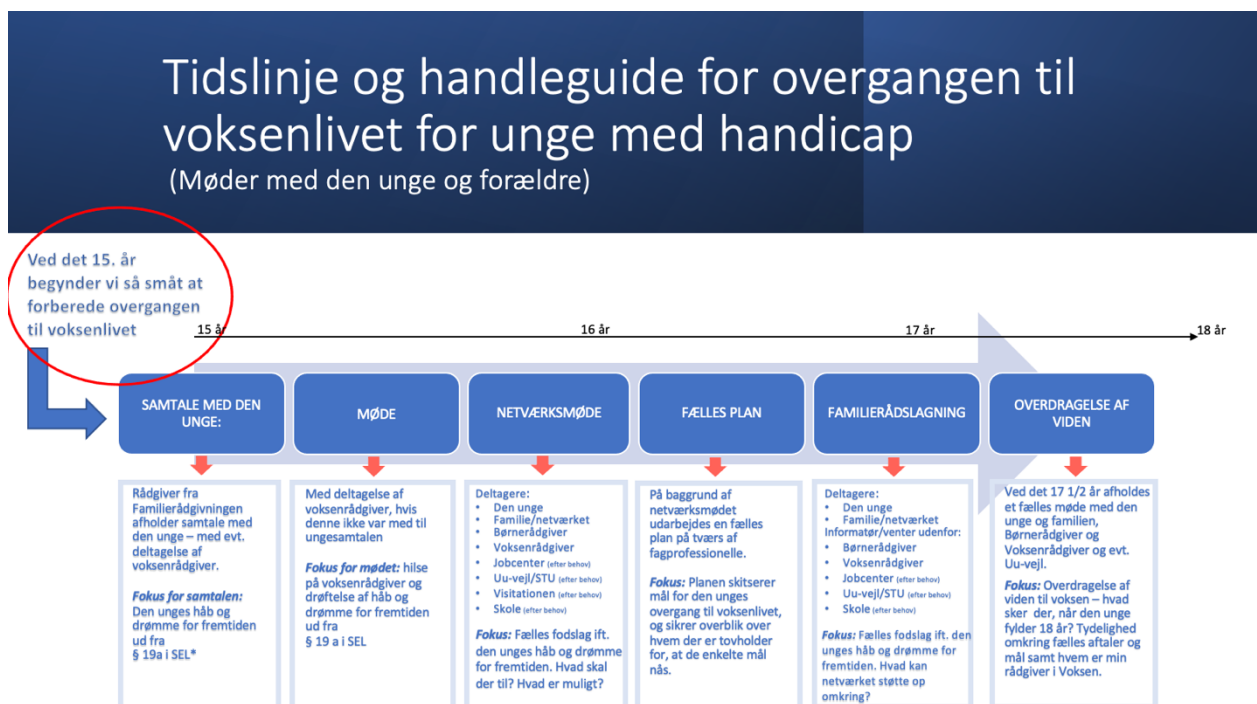 Tidslinje og handleguide for overgangen til
voksenlivet for unge med handicap
(Møder med den unge og forældre)
Ved det 15. år
begynder vi så småt at
forberede overgangen
til voksenlivet
15 år
16 år
17 år
18 år
SAMTALE MED DEN
UNGE:
MØDE
NETVÆRKSMØDE
FÆLLES PLAN
FAMILIERÅDSLAGNING
OVERDRAGELSE AF
VIDEN
Rådgiver fra
Familierådgivningen
afholder samtale med
den unge – med evt.
deltagelse af
voksenrådgiver.
Fokus for samtalen:
Den unges håb og
drømme for fremtiden
ud fra
§ 19a i SEL*
Med deltagelse af
voksenrådgiver, hvis
denne ikke var med til
ungesamtalen
Fokus for mødet: hilse
på voksenrådgiver og
drøftelse af håb og
drømme for fremtiden
ud fra
§ 19 a i SEL
Deltagere:
• Den unge
• Familie/netværket
• Børnerådgiver
• Voksenrådgiver
• Jobcenter (efter behov)
• Uu-vejl/STU (efter behov)
• Visitationen (efter behov)
• Skole (efter behov)
Fokus: Fælles fodslag ift.
den unges håb og drømme
for fremtiden. Hvad skal
der til? Hvad er muligt?
På baggrund af
netværksmødet
udarbejdes en fælles
plan på tværs af
fagprofessionelle.
Fokus: Planen skitserer
mål for den unges
overgang til voksenlivet,
og sikrer overblik over
hvem der er tovholder
for, at de enkelte mål
nås.
Deltagere:
• Den unge
• Familie/netværket
Informatør/venter udenfor:
• Børnerådgiver
• Voksenrådgiver
• Jobcenter (efter behov)
• Uu-vejl/STU (efter behov)
• Skole (efter behov)
Fokus: Fælles fodslag ift. den
unges håb og drømme for
fremtiden. Hvad kan
netværket støtte op
omkring?
Ved det 17 1/2 år afholdes
et fælles møde med den
unge og familien,
Børnerådgiver og
Voksenrådgiver og evt.
Uu-vejl.
Fokus: Overdragelse af
viden til voksen – hvad
sker der, når den unge
fylder 18 år? Tydelighed
omkring fælles aftaler og
mål samt hvem er min
rådgiver i Voksen.